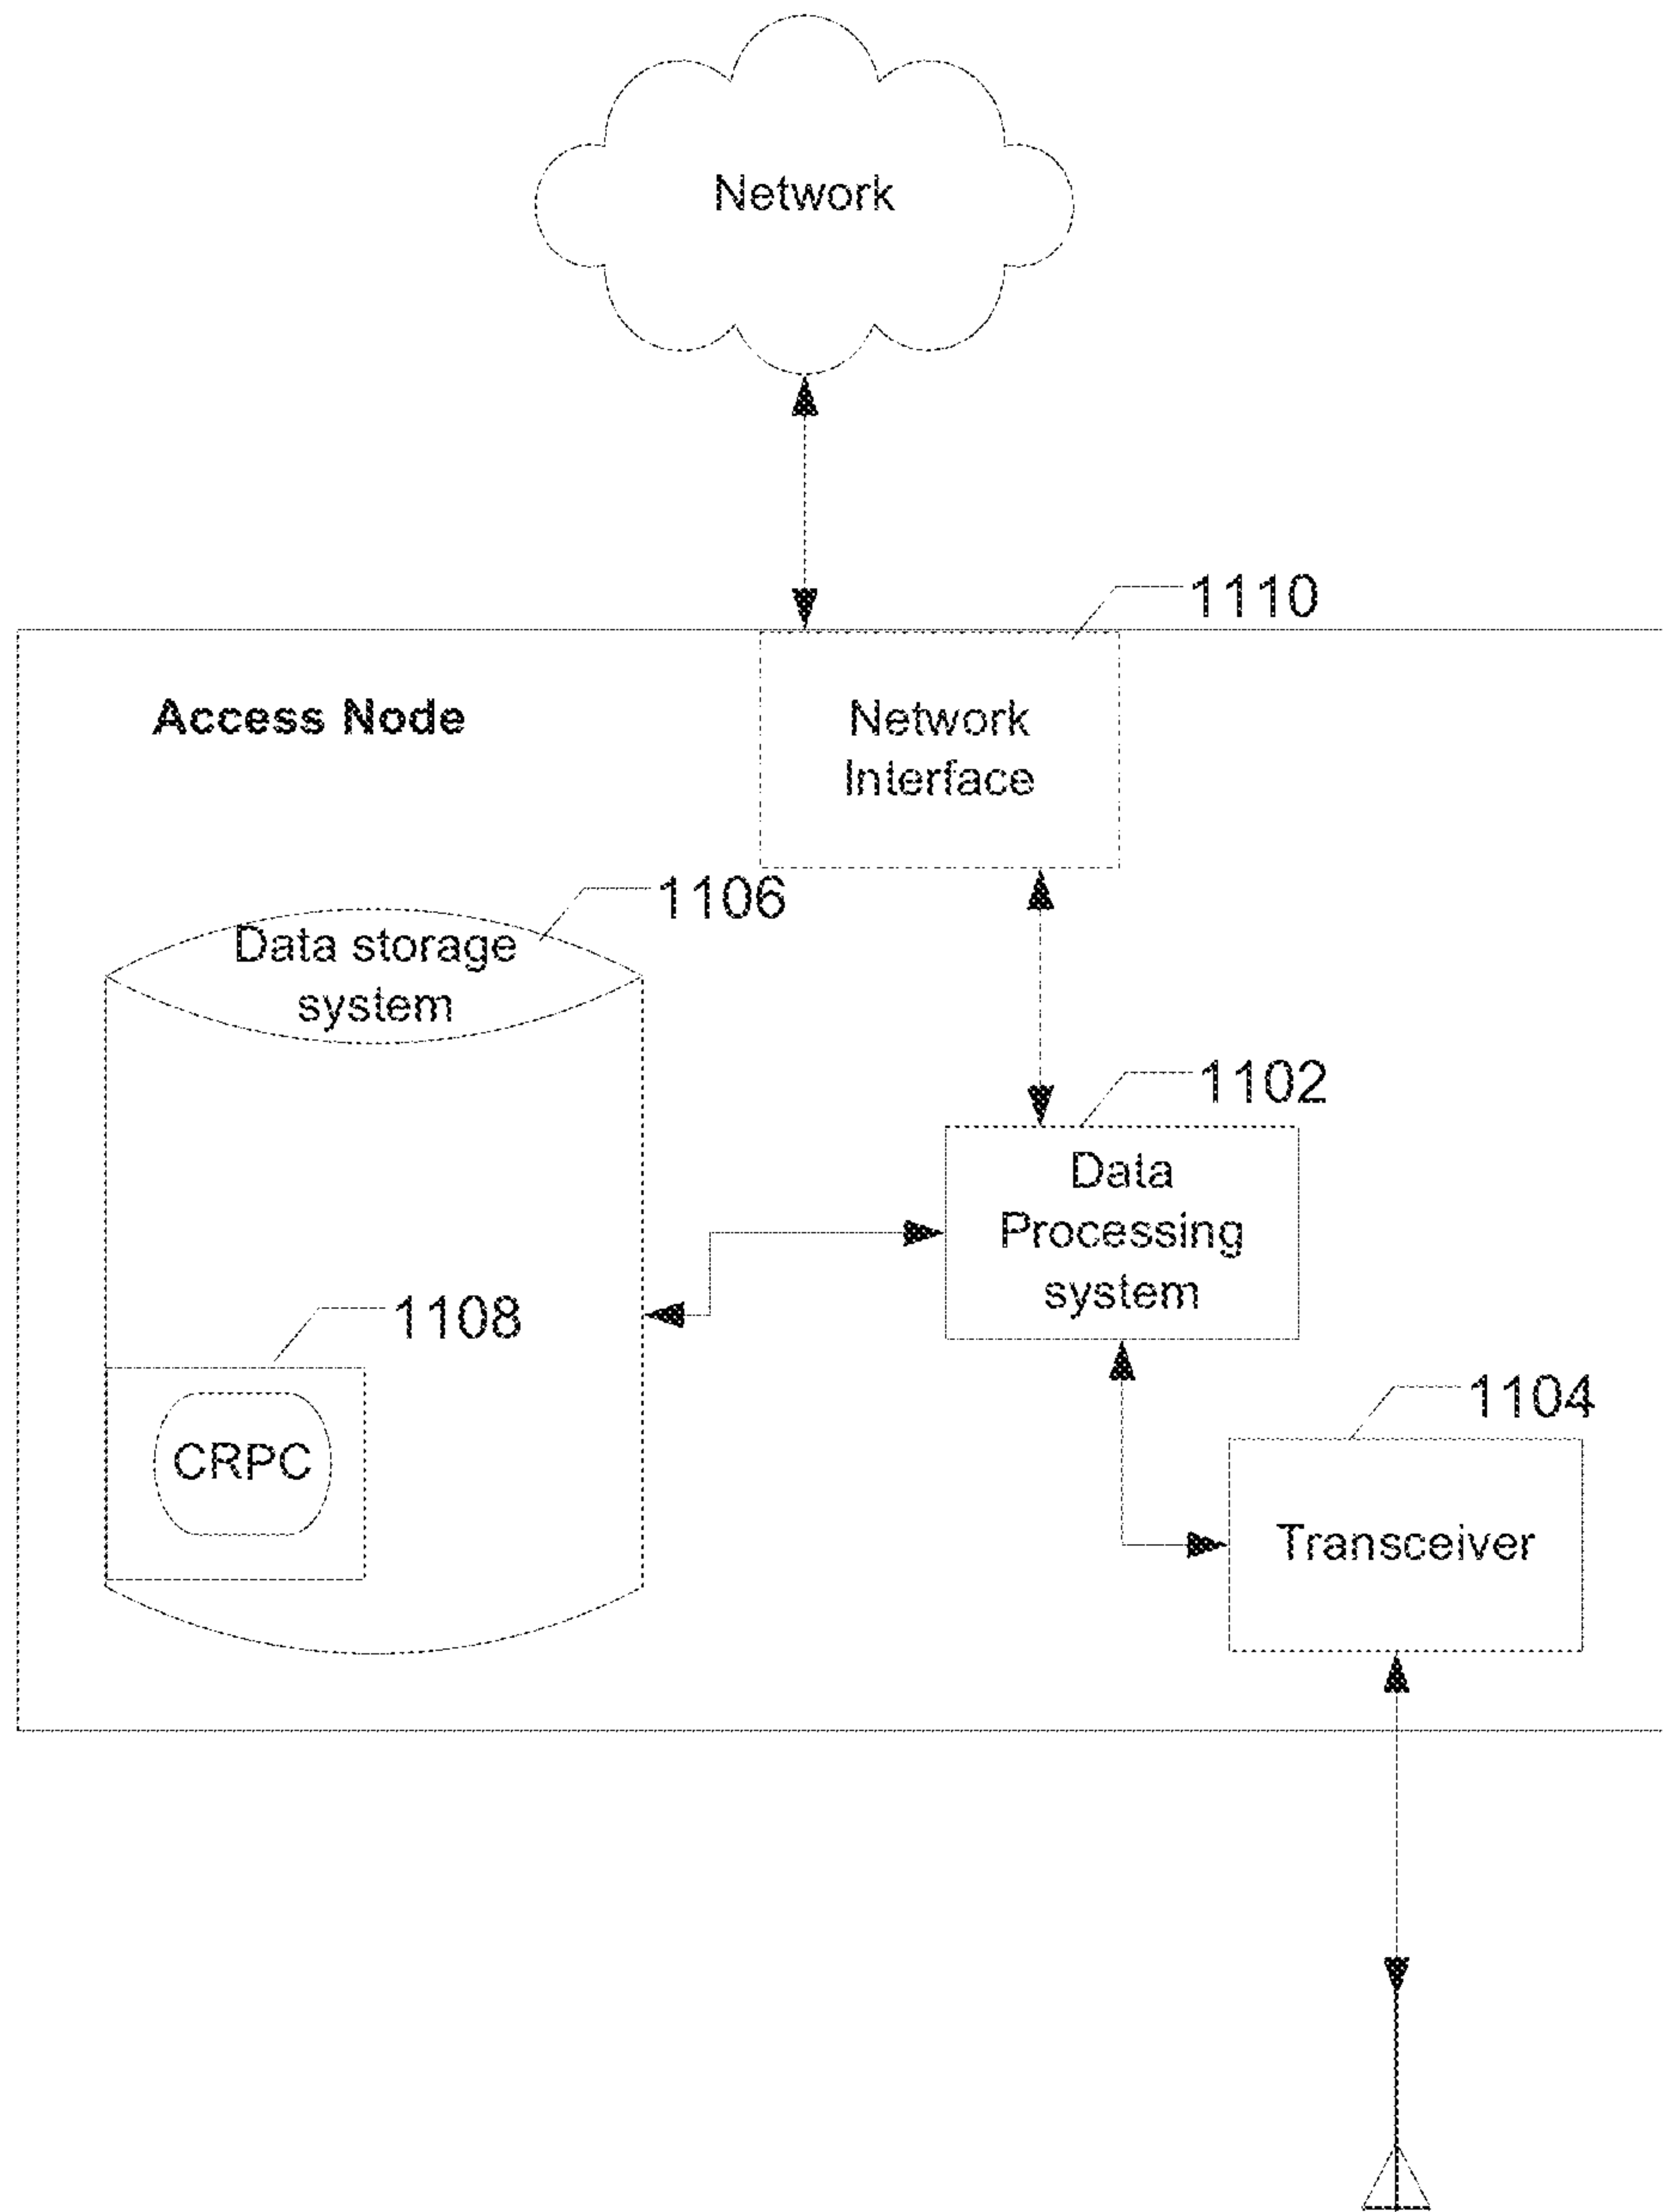 Network
1110
Access Node
Network
Interface
1106
Data storage
system
1102
Data
Processing
system
1108
CRPC
1104
Transceiver